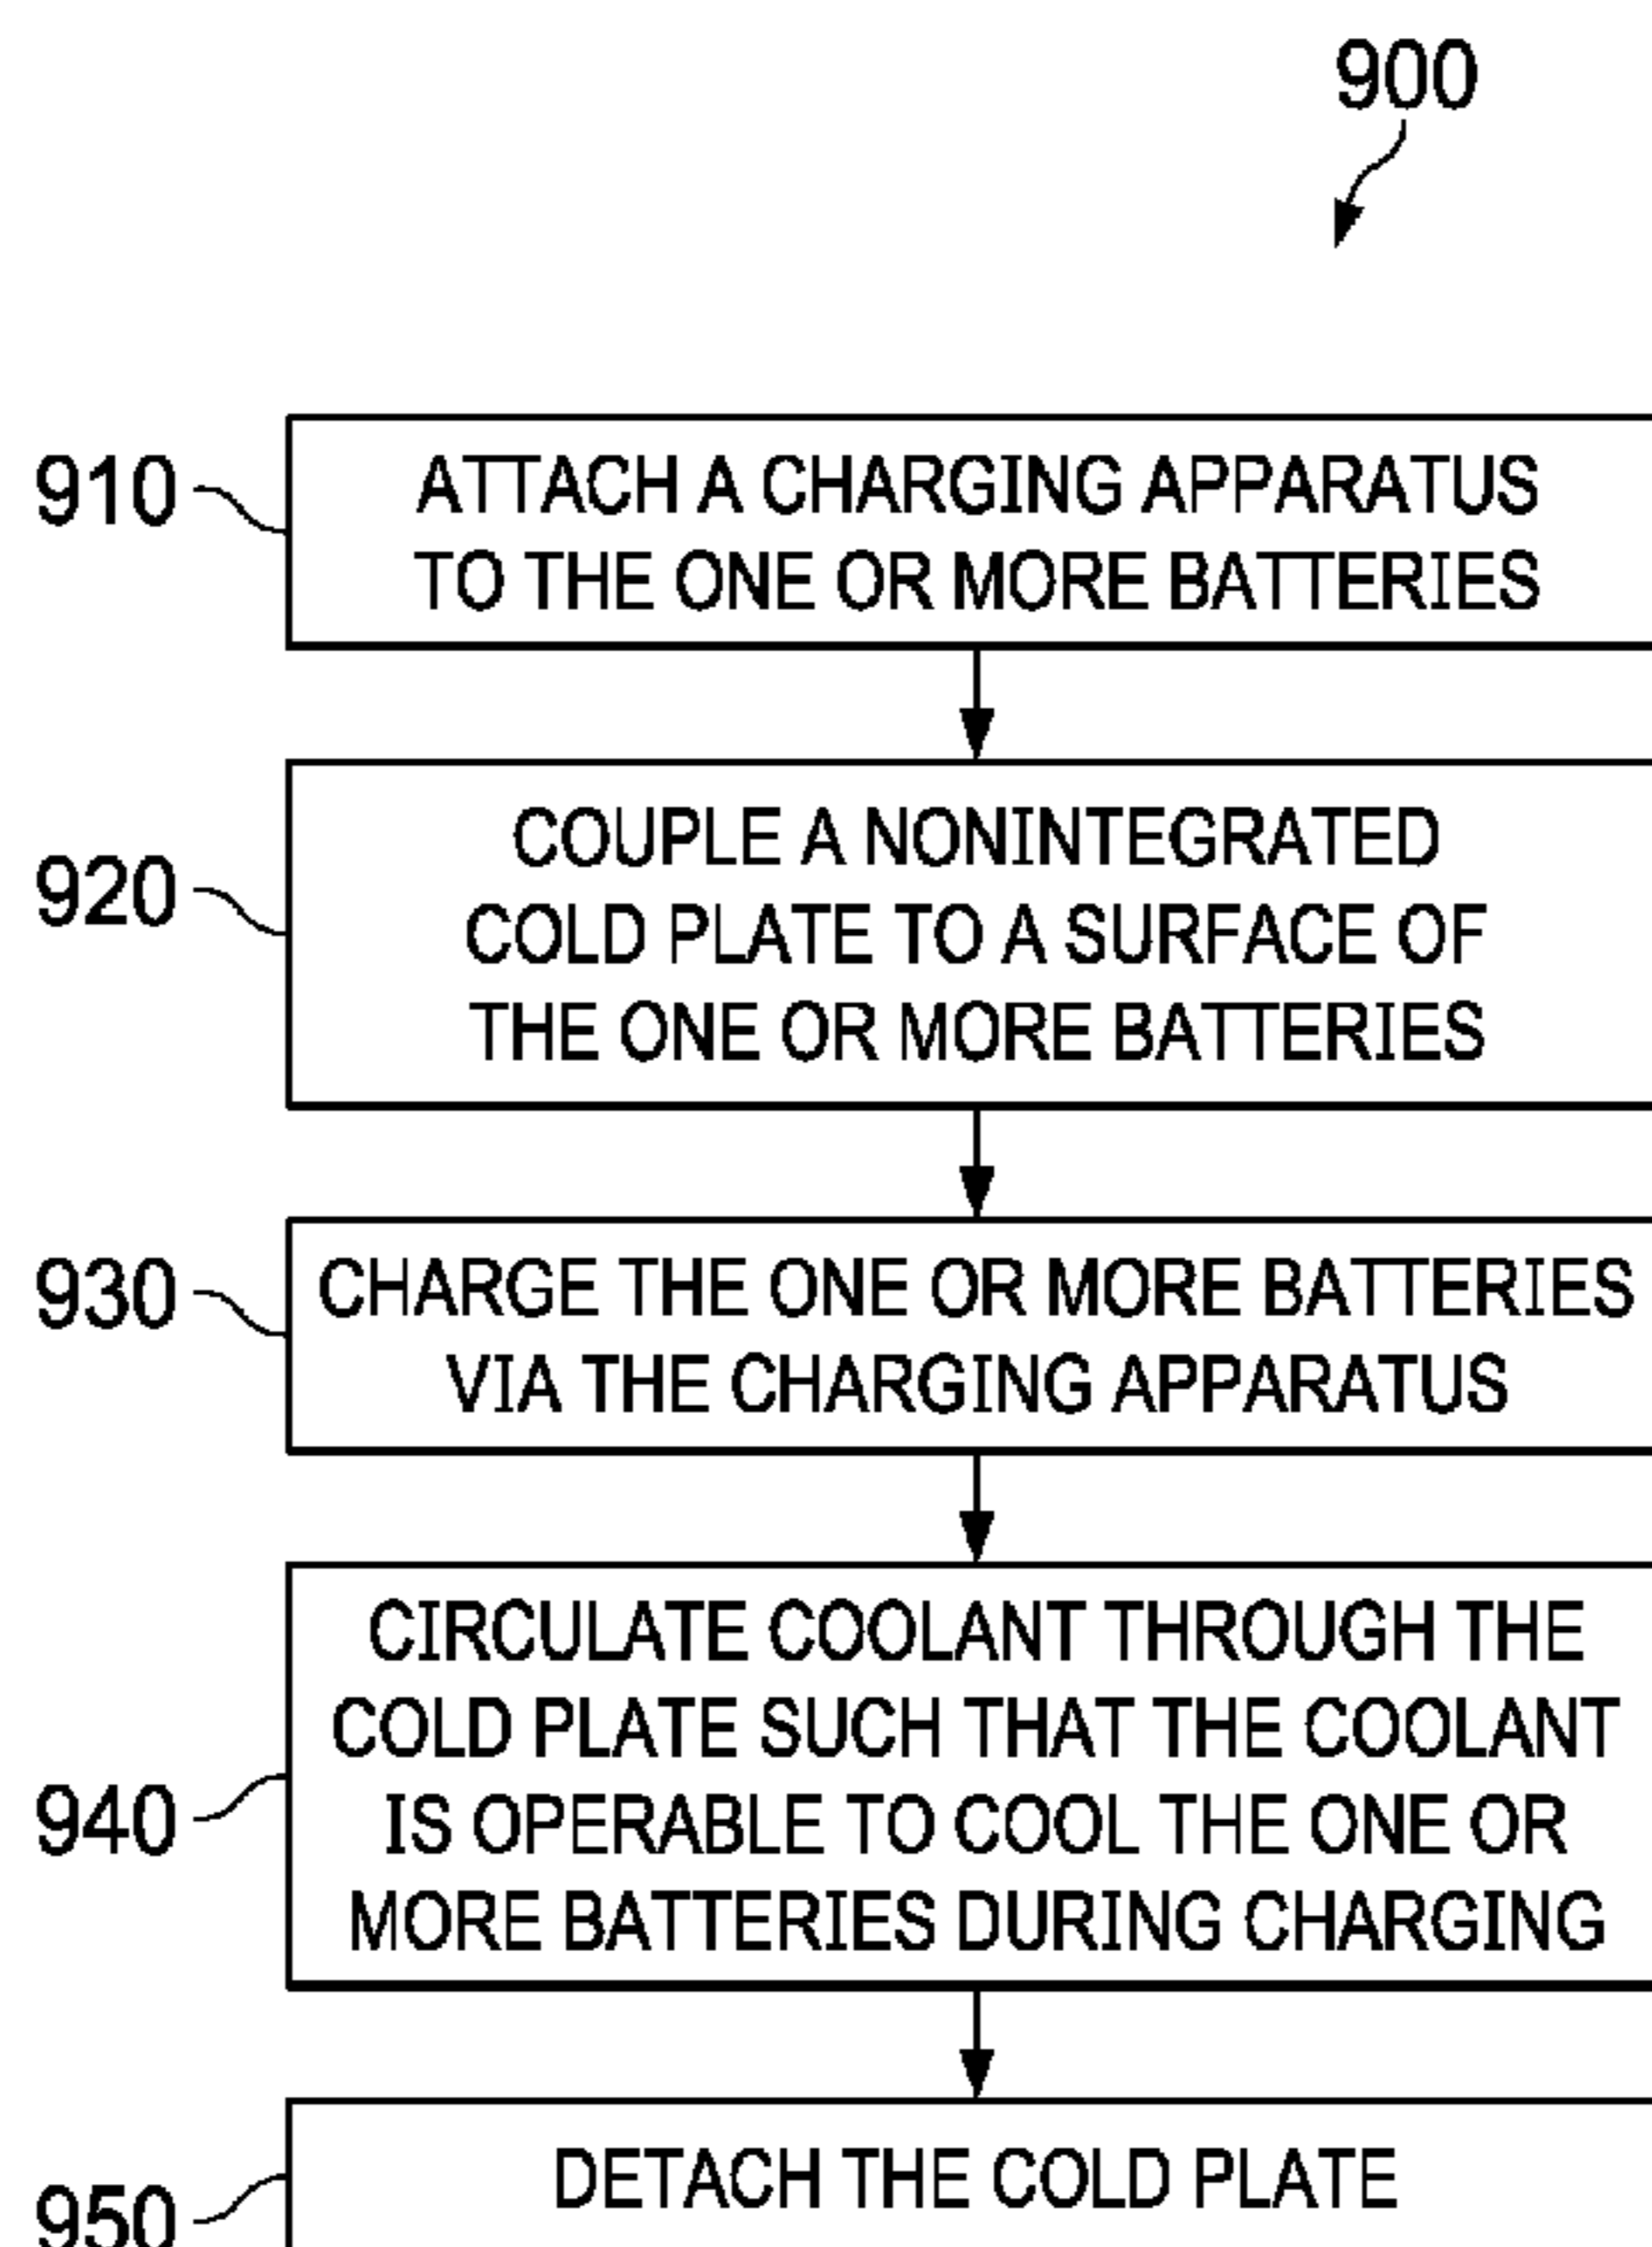 900
910
ATTACH A CHARGING APPARATUS
TO THE ONE OR MORE BATTERIES
920
COUPLE A NONINTEGRATED
COLD PLATE TO A SURFACE OF
THE ONE OR MORE BATTERIES
930
CHARGE THE ONE OR MORE BATTERIES
VIA THE CHARGING APPARATUS
940
CIRCULATE COOLANT THROUGH THE
COLD PLATE SUCH THAT THE COOLANT
IS OPERABLE TO COOL THE ONE OR
MORE BATTERIES DURING CHARGING
950
DETACH THE COLD PLATE